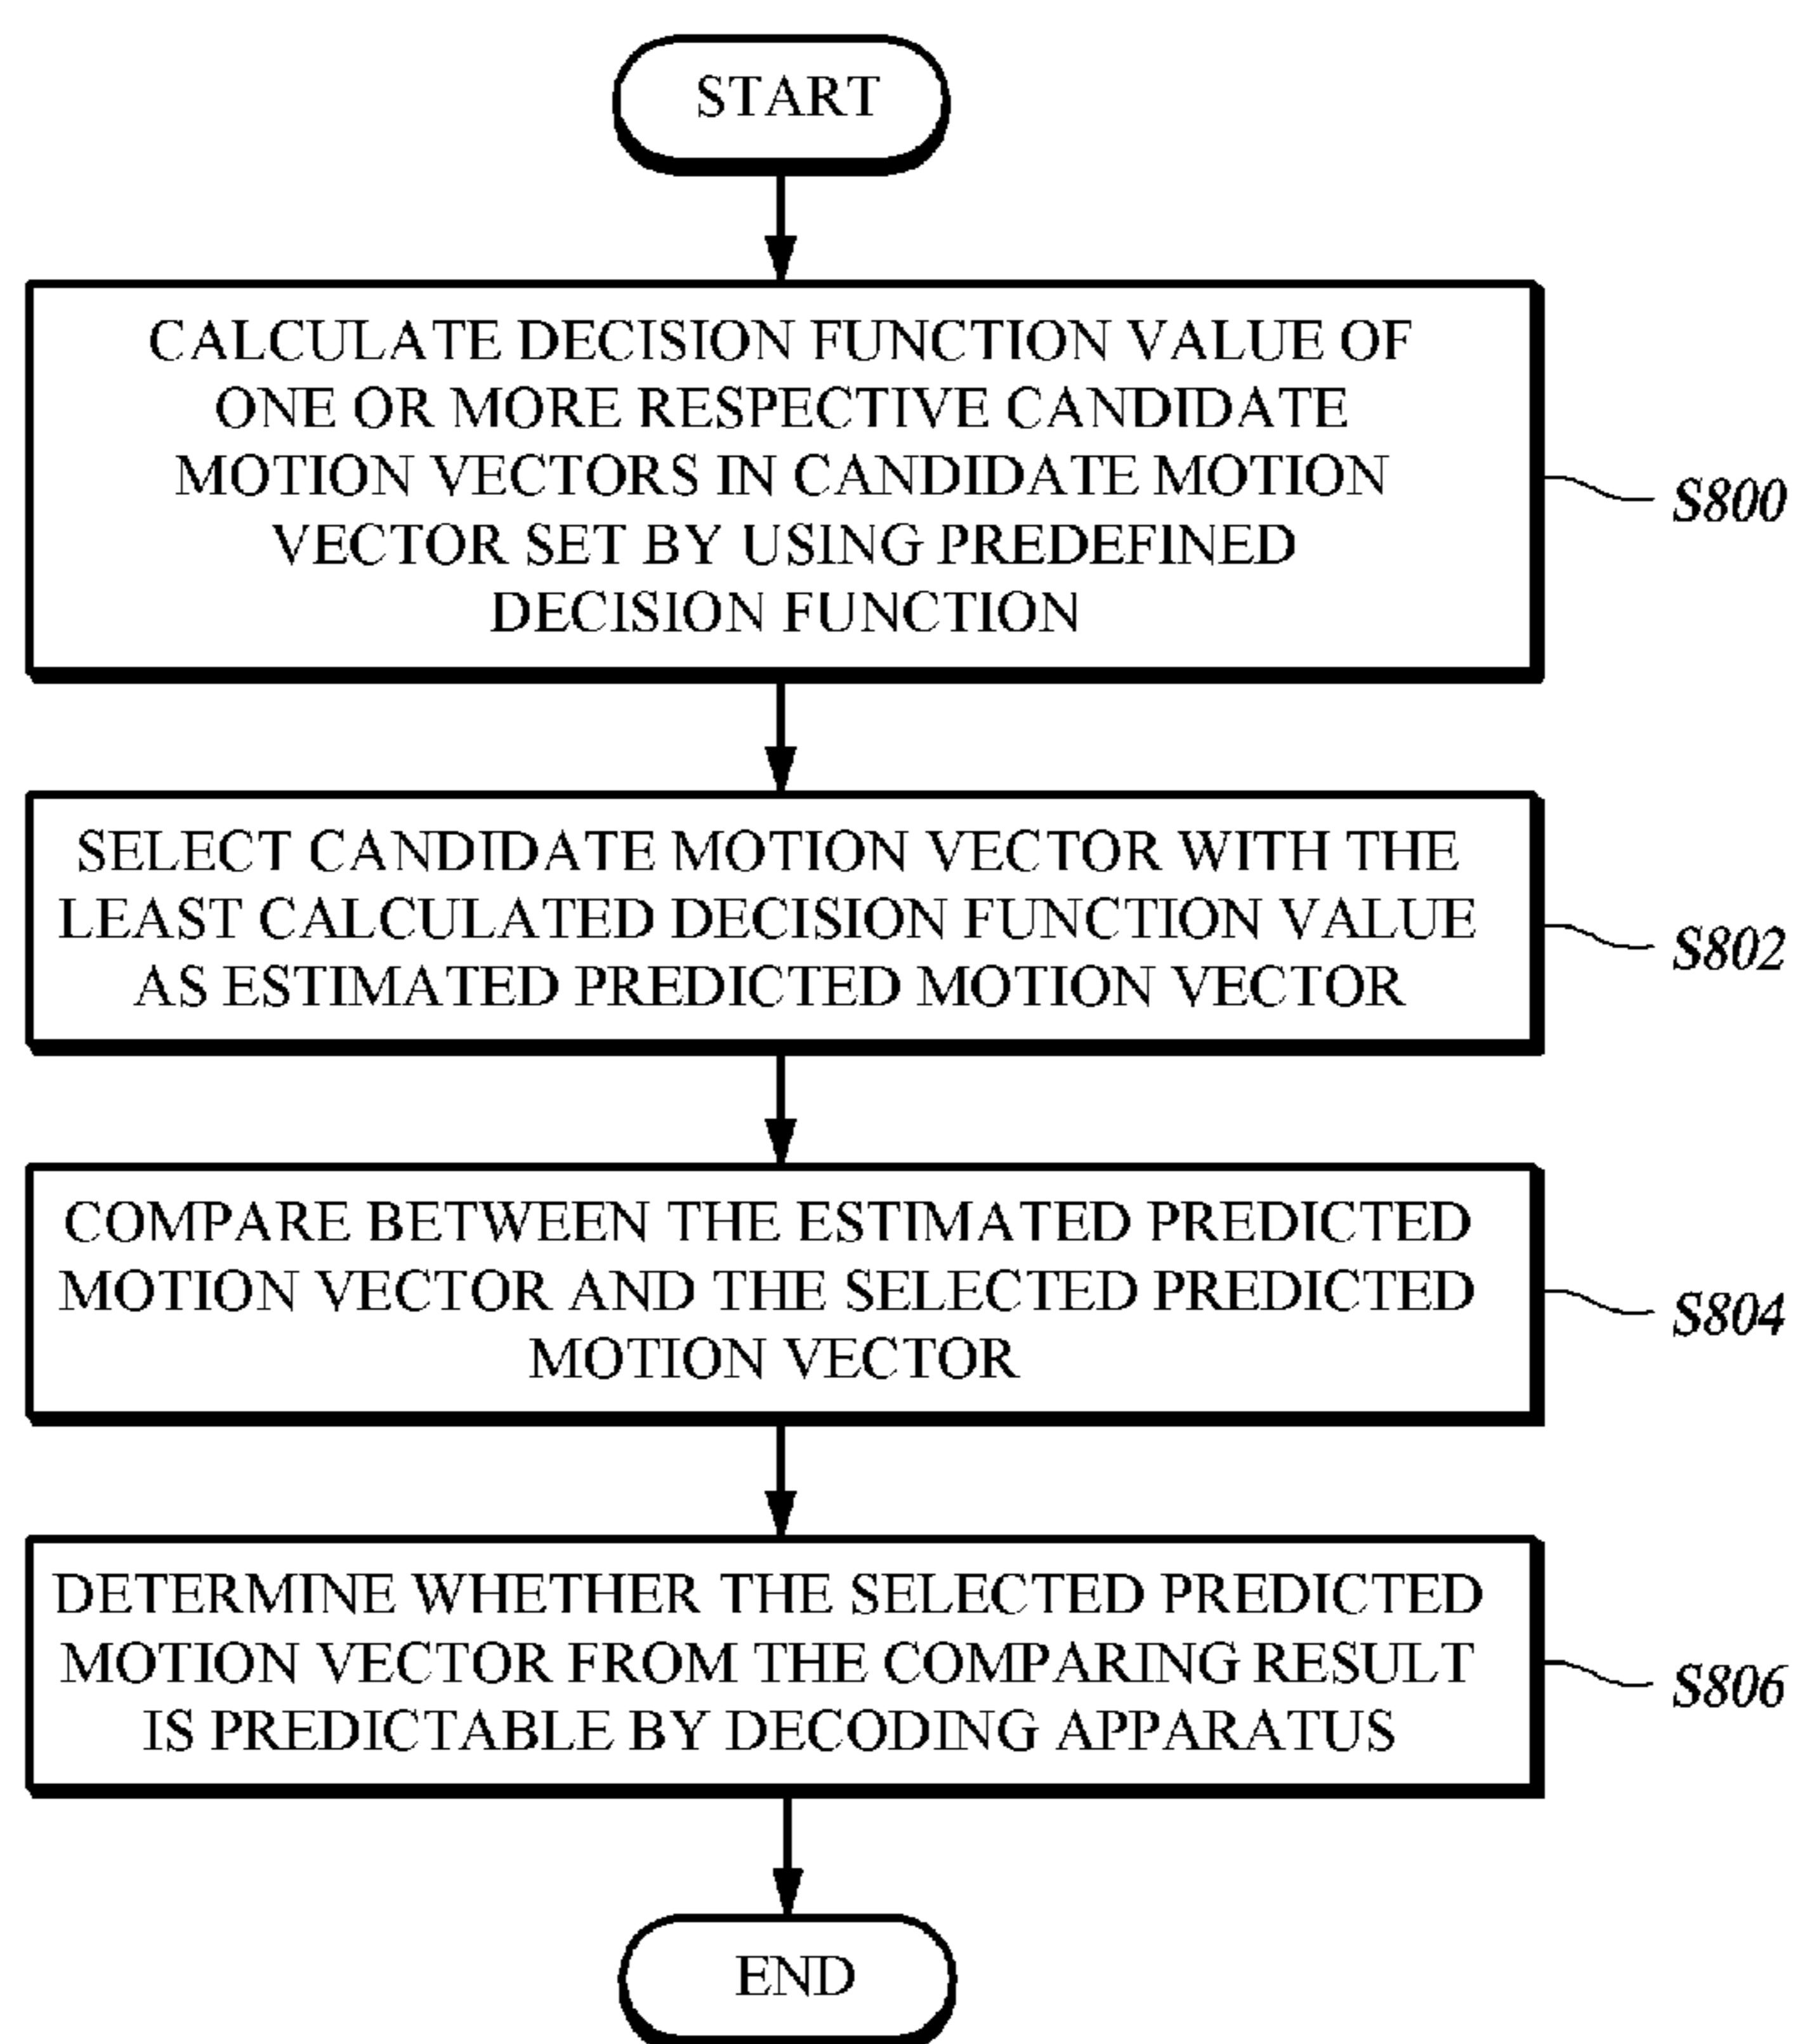 START
CALCULATE DECISION FUNCTION VALUE OF
ONE OR MORE RESPECTIVE CANDIDATE
MOTION VECTORS IN CANDIDATE MOTION
VECTOR SET BY USING PREDEFINED
DECISION FUNCTION
S800
SELECT CANDIDATE MOTION VECTOR WITH THE
LEAST CALCULATED DECISION FUNCTION VALUE
AS ESTIMATED PREDICTED MOTION VECTOR
S802
COMPARE BETWEEN THE ESTIMATED PREDICTED
MOTION VECTOR AND THE SELECTED PREDICTED
MOTION VECTOR
S804
DETERMINE WHETHER THE SELECTED PREDICTED
MOTION VECTOR FROM THE COMPARING RESULT
IS PREDICTABLE BY DECODING APPARATUS
S806
END